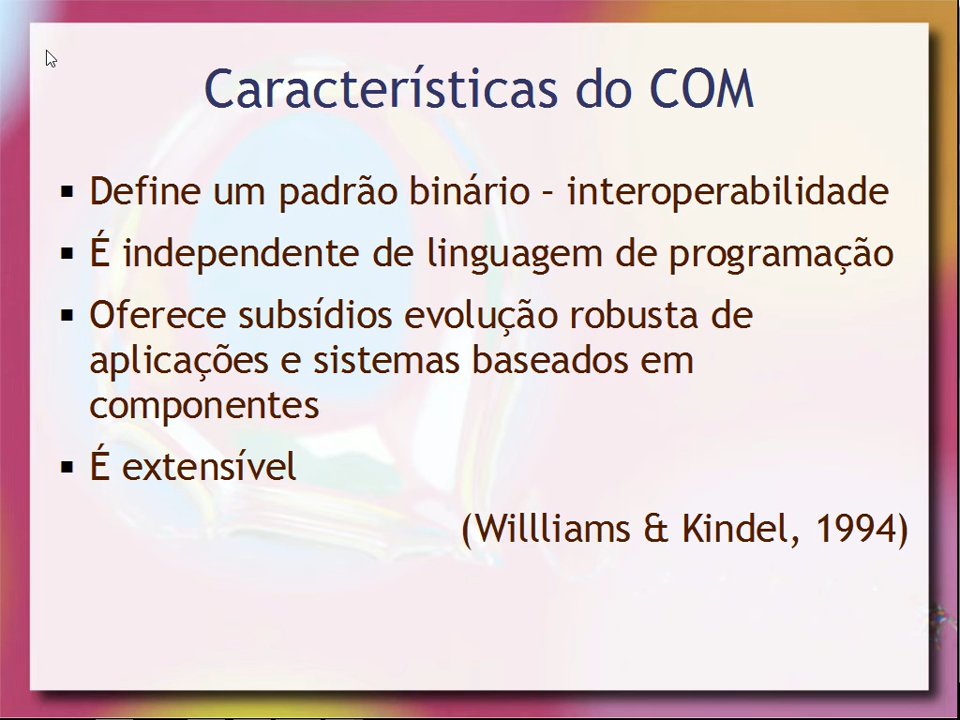 Características do COM
▪ Define um padrão binário – interoperabilidade
▪ É independente de linguagem de programação
▪ Oferece subsídios evolução robusta de
aplicações e sistemas baseados em
componentes
▪ É extensível
(Willliams & Kindel, 1994)